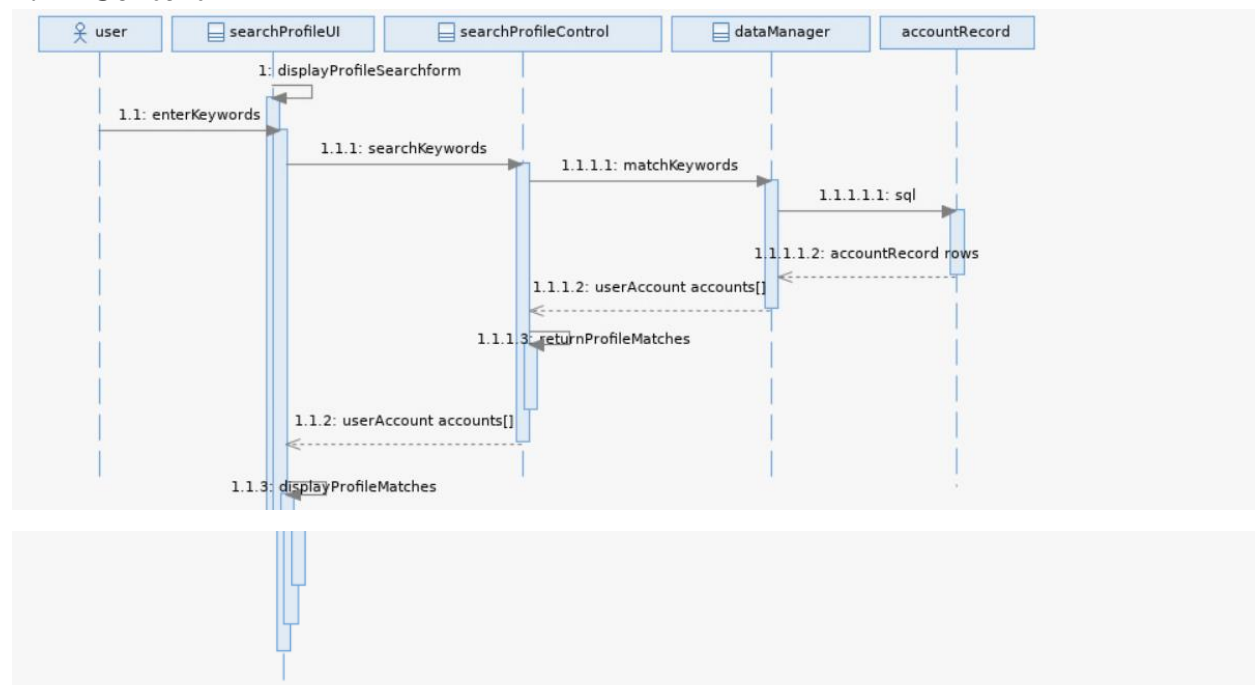 user
searchProfileUI
searchProfileControl
dataManager
accountRecord
1: displayProfileSearchform
1.1: enterKeywords
1.1.1: searchKeywords
1.1.1.1: matchKeywords
1.1.1.1.1: sql
1.1.1.1.2: accountRecord rows
1.1.1.2: userAccount accounts[]
1.1.1.3: returnProfileMatches
1.1.2: userAccount accounts[]
1.1.3: displayProfileMatches